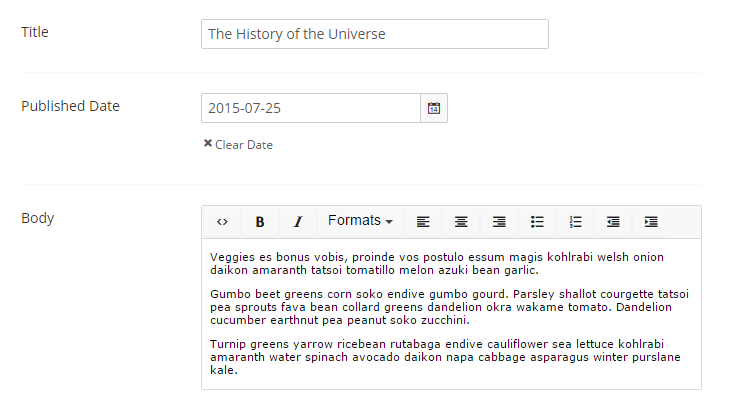 Title
The History of the Universe
Published Date
2015-07-25
14
Clear Date
Body
Formats
Veggies es bonus vobis, proinde vos postulo essum magis kohlrabi welsh onion
daikon amaranth tatsoi tomatillo melon azuki bean garlic.
Gumbo beet greens corn soko endive gumbo gourd. Parsley shallot courgette tatsoi
pea sprouts fava bean collard greens dandelion okra wakame tomato. Dandelion
cucumber earthnut pea peanut soko zucchini.
Turnip greens yarrow ricebean rutabaga endive cauliflower sea lettuce kohlrabi
amaranth water spinach avocado daikon napa cabbage asparagus winter purslane
kale.